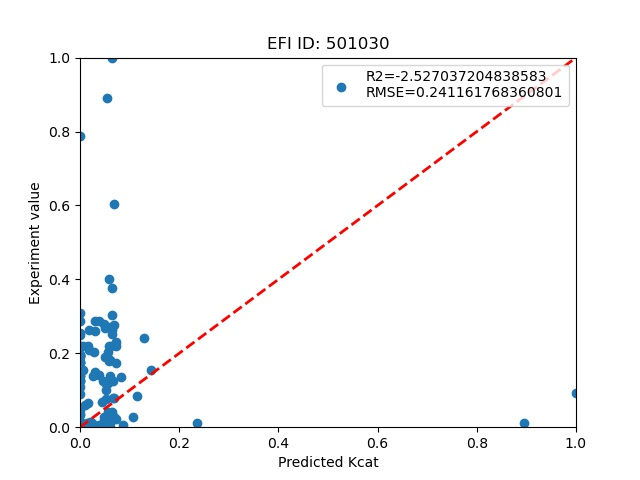 EFI ID: 501030
R2=-2.527037204838583
RMSE=0.241161768360801
Experiment value
1.0
0.8
0.6
0.4
0.2
0.0
0.0 0.2 0.4 0.6 0.8 1.0
Predicted Kcat